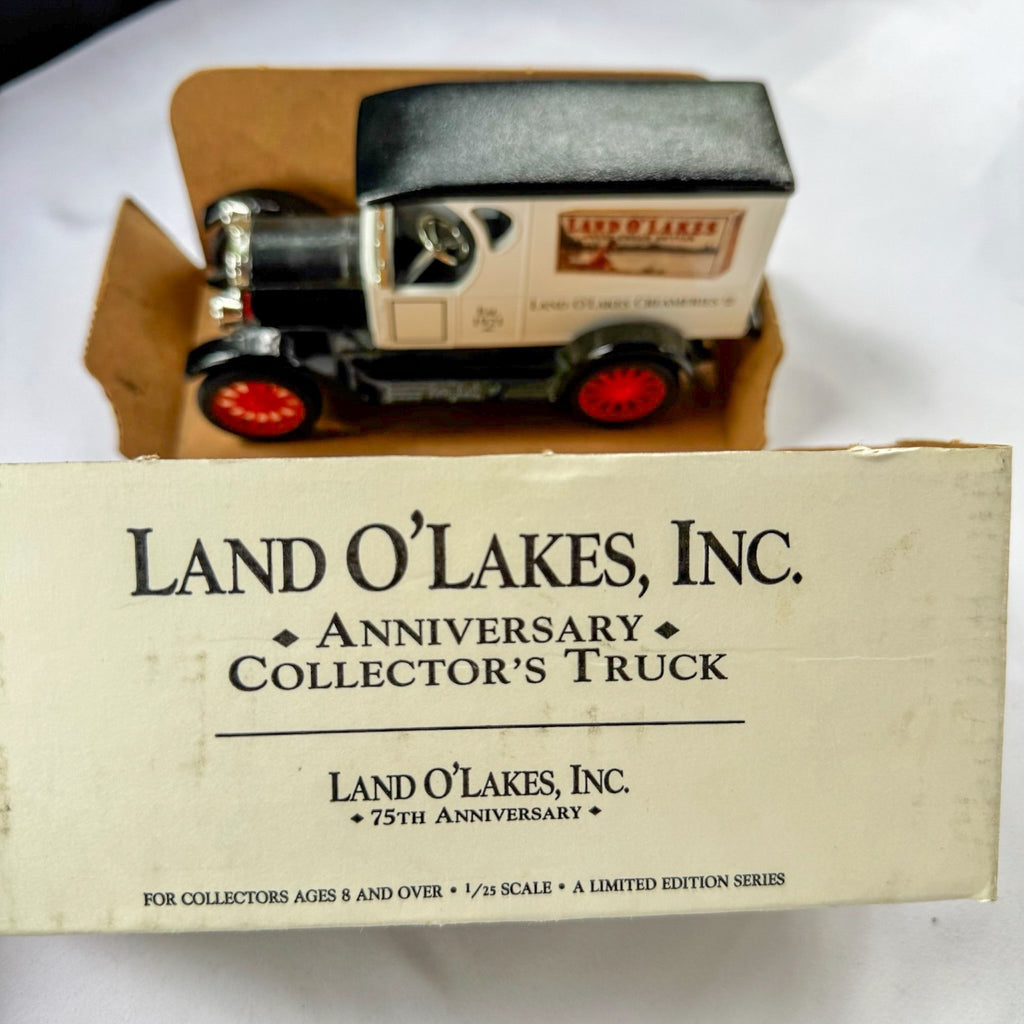 LAND O'LAKES
LAND O'LAKES CREAMERIES
LAND O'LAKES, INC.
ANNIVERSARY
COLLECTOR'S TRUCK
LAND O'LAKES, INC.
75TH ANNIVERSARY
FOR COLLECTORS AGES 8 AND OVER • 1/25 SCALE • A LIMITED EDITION SERIES